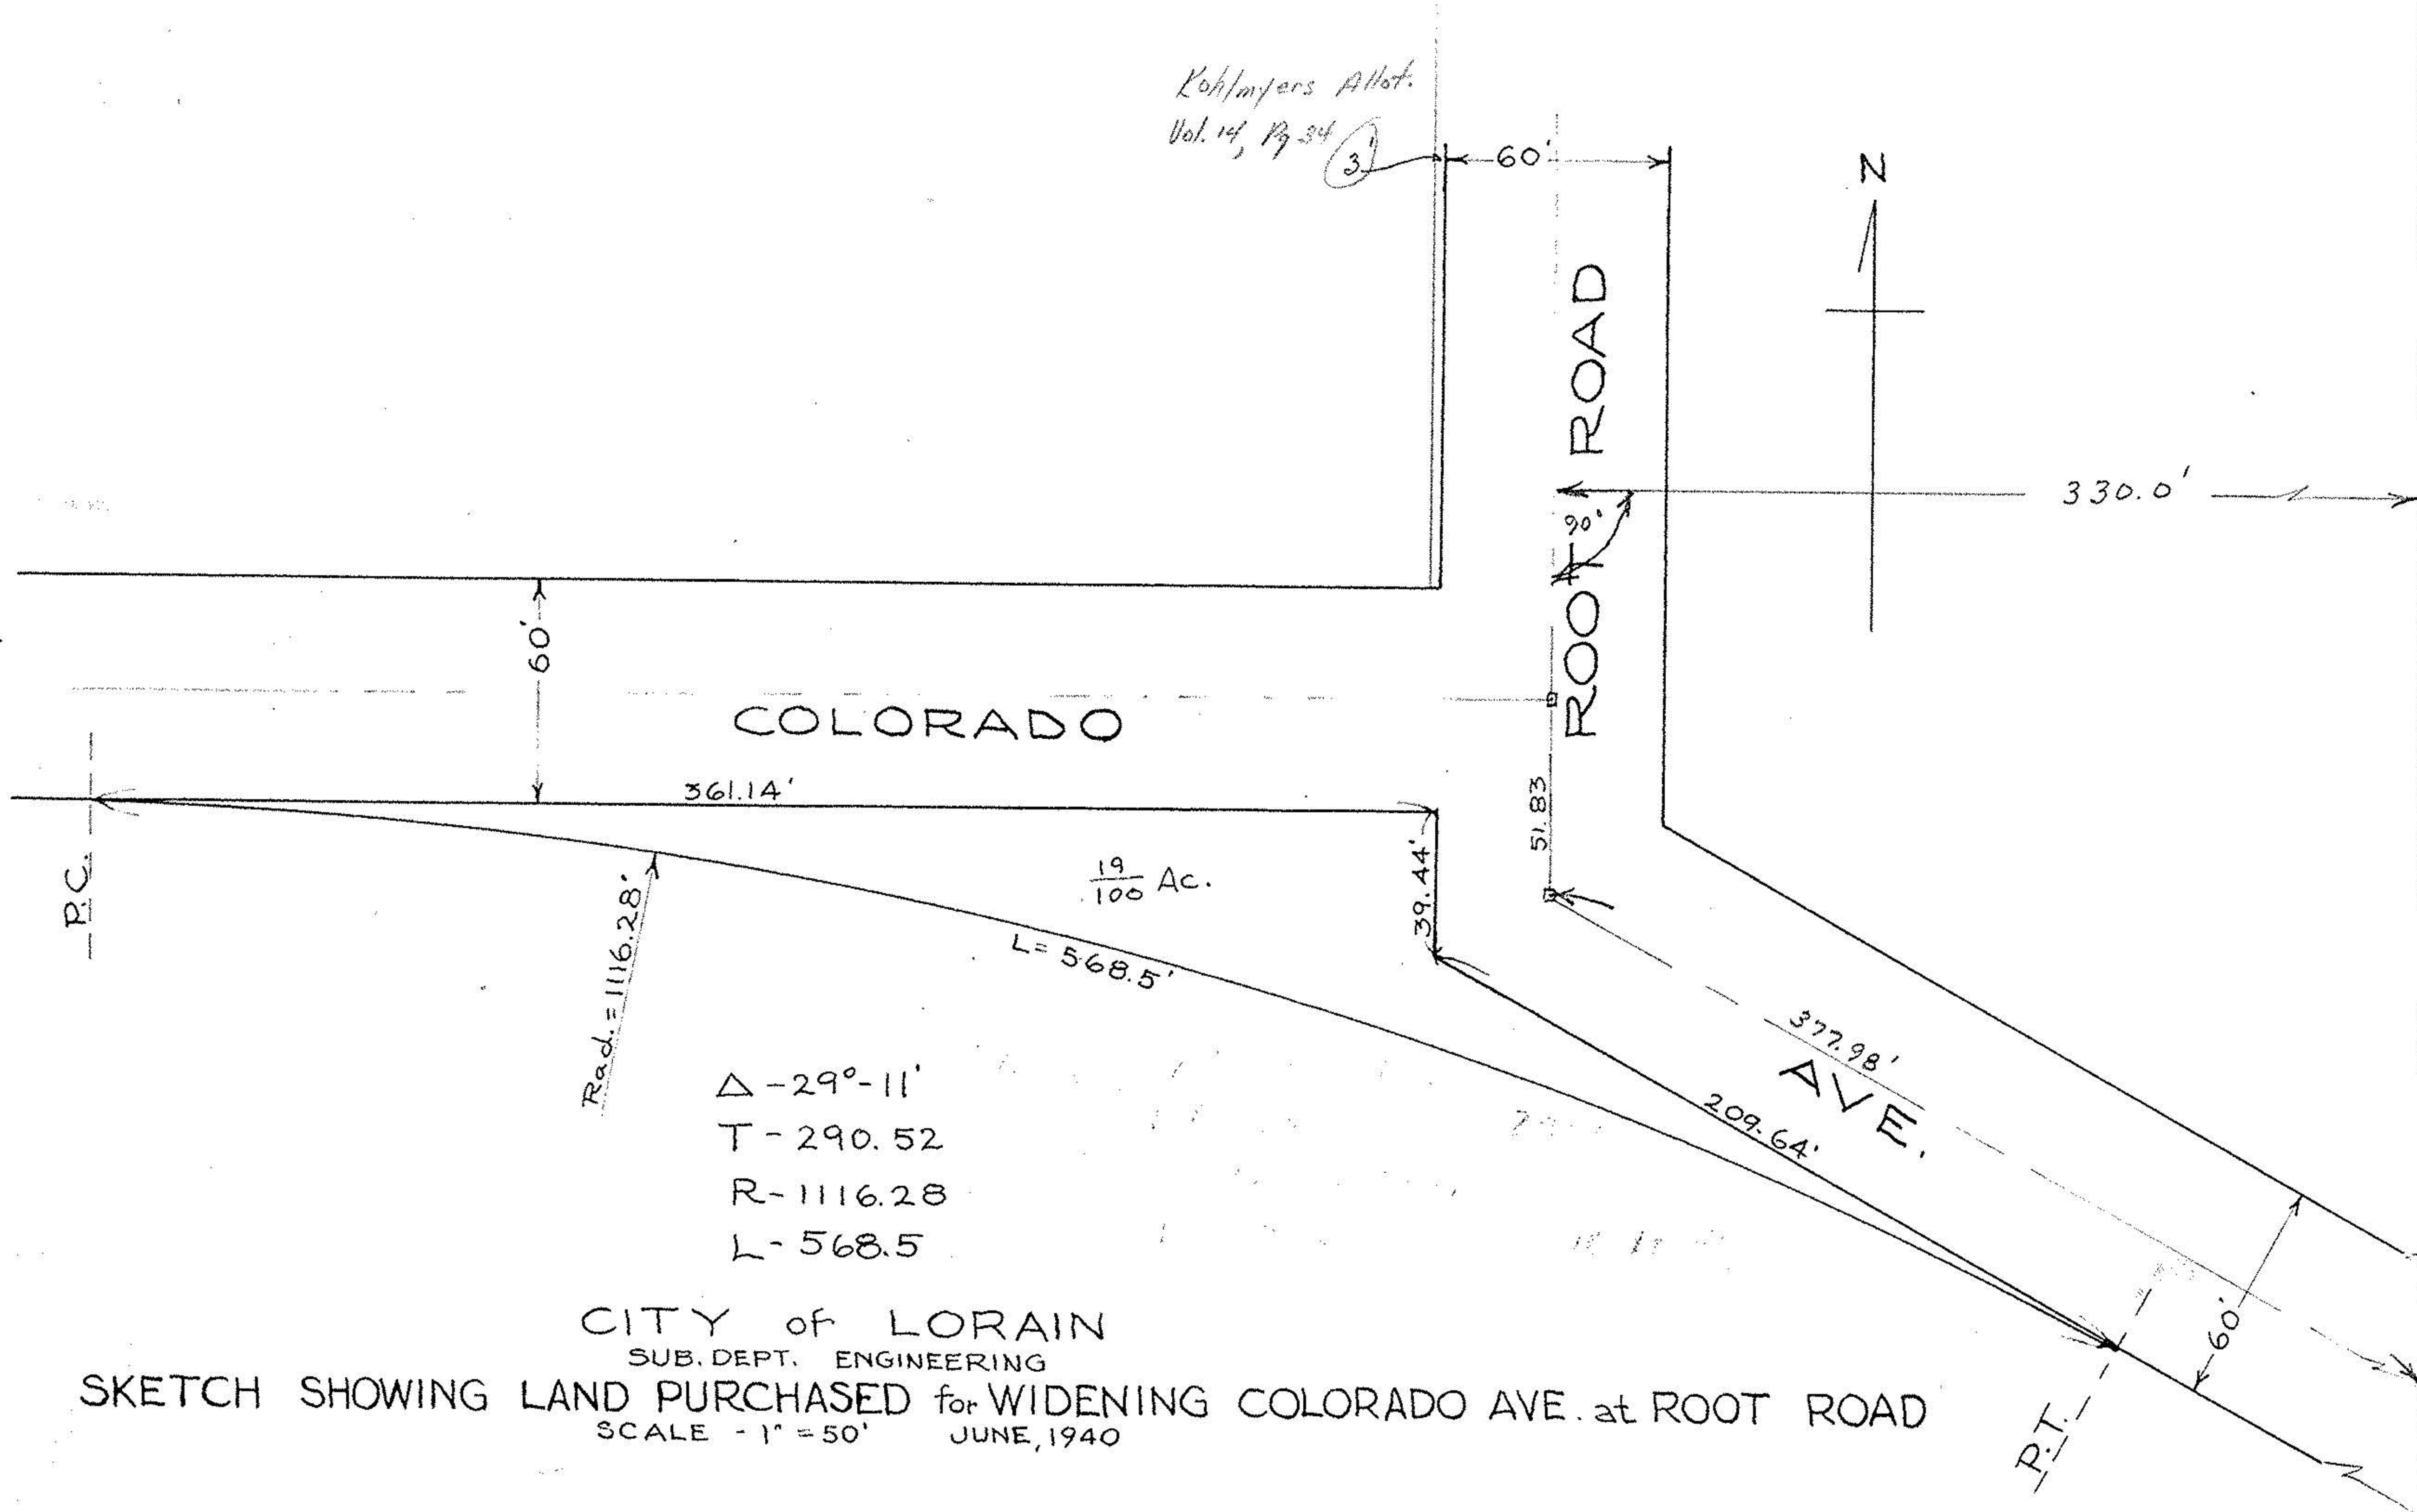 Kohlmyers Allot.
Vol. 14, Pg 34
3'
60'
N
ROOT ROAD
330.0'
90°
60'
COLORADO
361.14'
51.83
39.44'
19/100 Ac.
P.C.
Rad. = 1116.28'
L = 568.5'
377.98'
AVE.
209.64'
Δ - 29°-11'
T - 290.52
R - 1116.28
L - 568.5
60'
P.T.
CITY of LORAIN
SUB. DEPT. ENGINEERING
SKETCH SHOWING LAND PURCHASED for WIDENING COLORADO AVE. at ROOT ROAD
SCALE - 1" = 50' JUNE, 1940